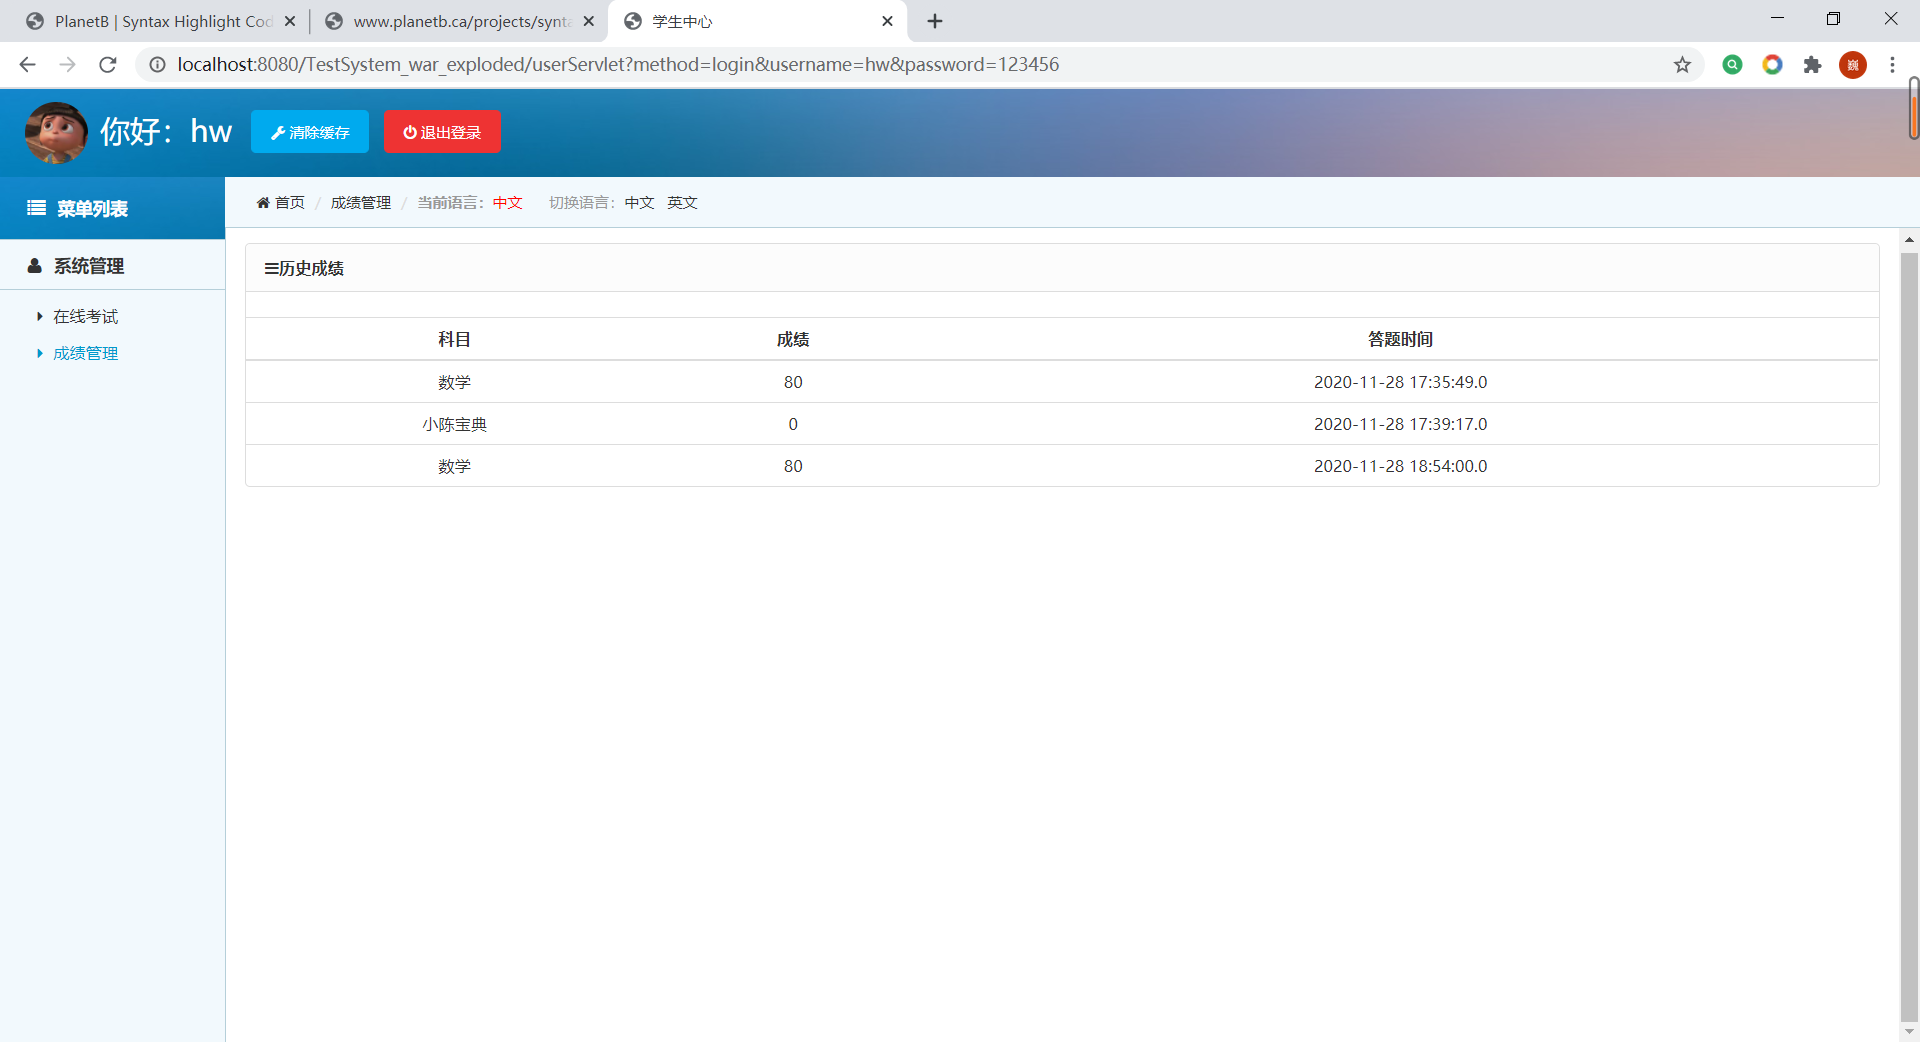 PlanetB | Syntax Highlight Cod
www.planetb.ca/projects/synta
学生中心
localhost:8080/TestSystem_war_exploded/userServlet?method=login&username=hw&password=123456
巍
你好：hw
清除缓存
退出登录
菜单列表
首页 / 成绩管理 / 当前语言：中文 切换语言：中文 英文
系统管理
在线考试
成绩管理
历史成绩
科目 成绩 答题时间
数学 80 2020-11-28 17:35:49.0
小陈宝典 0 2020-11-28 17:39:17.0
数学 80 2020-11-28 18:54:00.0